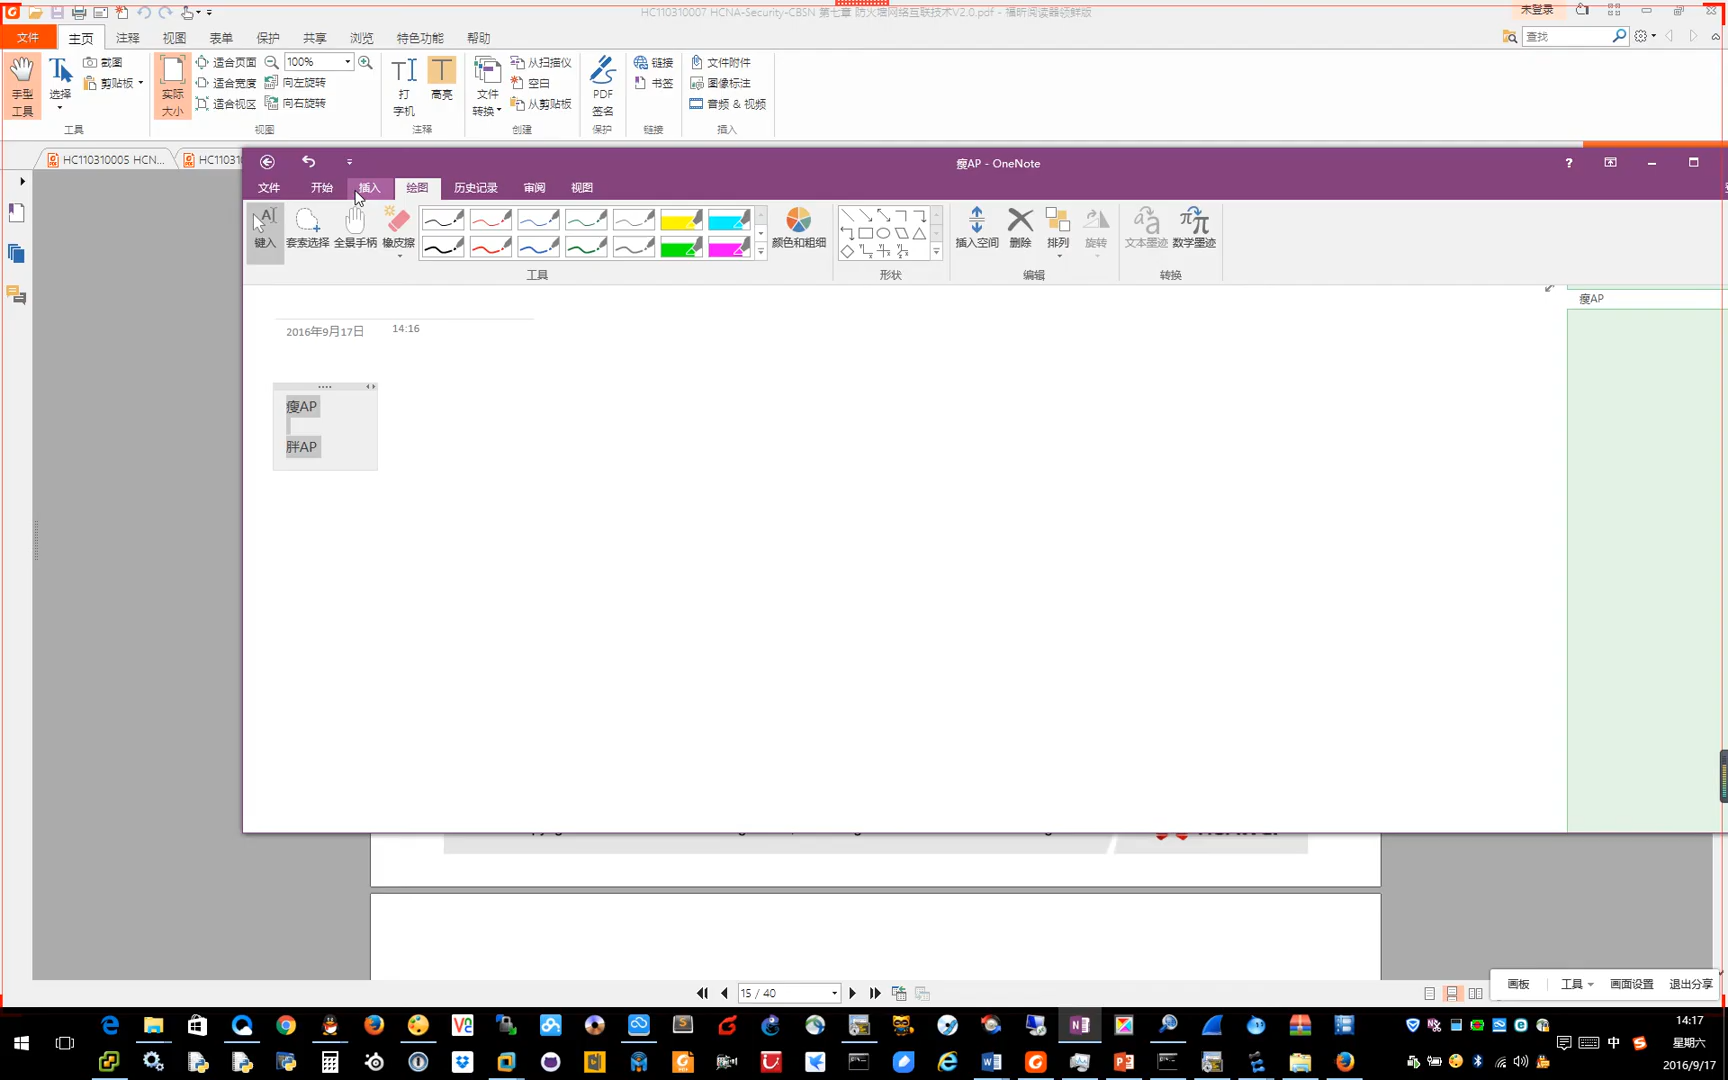 HC110310007 HCNA-Security-CBSN 第七章 防火墙网络互联技术V2.0.pdf - 福昕阅读器领鲜版
未登录
文件 主页 注释 视图 表单 保护 共享 浏览 特色功能 帮助
查找
手型工具
选择
截图
剪贴板
工具
实际大小
适合页面
适合宽度
适合视区
100%
向左旋转
向右旋转
视图
打字机
高亮
注释
文件转换
从扫描仪
空白
从剪贴板
创建
PDF签名
保护
链接
书签
链接
文件附件
图像标注
音频 & 视频
插入
HC110310005 HCN...
HC11031
瘦AP - OneNote
文件 开始 插入 绘图 历史记录 审阅 视图
键入 套索选择 全景手柄 橡皮擦
工具
颜色和粗细
形状
插入空间 删除 排列 旋转
编辑
文本墨迹 数学墨迹
转换
瘦AP
2016年9月17日 14:16
瘦AP
胖AP
15 / 40
画板 工具 画面设置 退出分享
14:17
星期六
2016/9/17
中